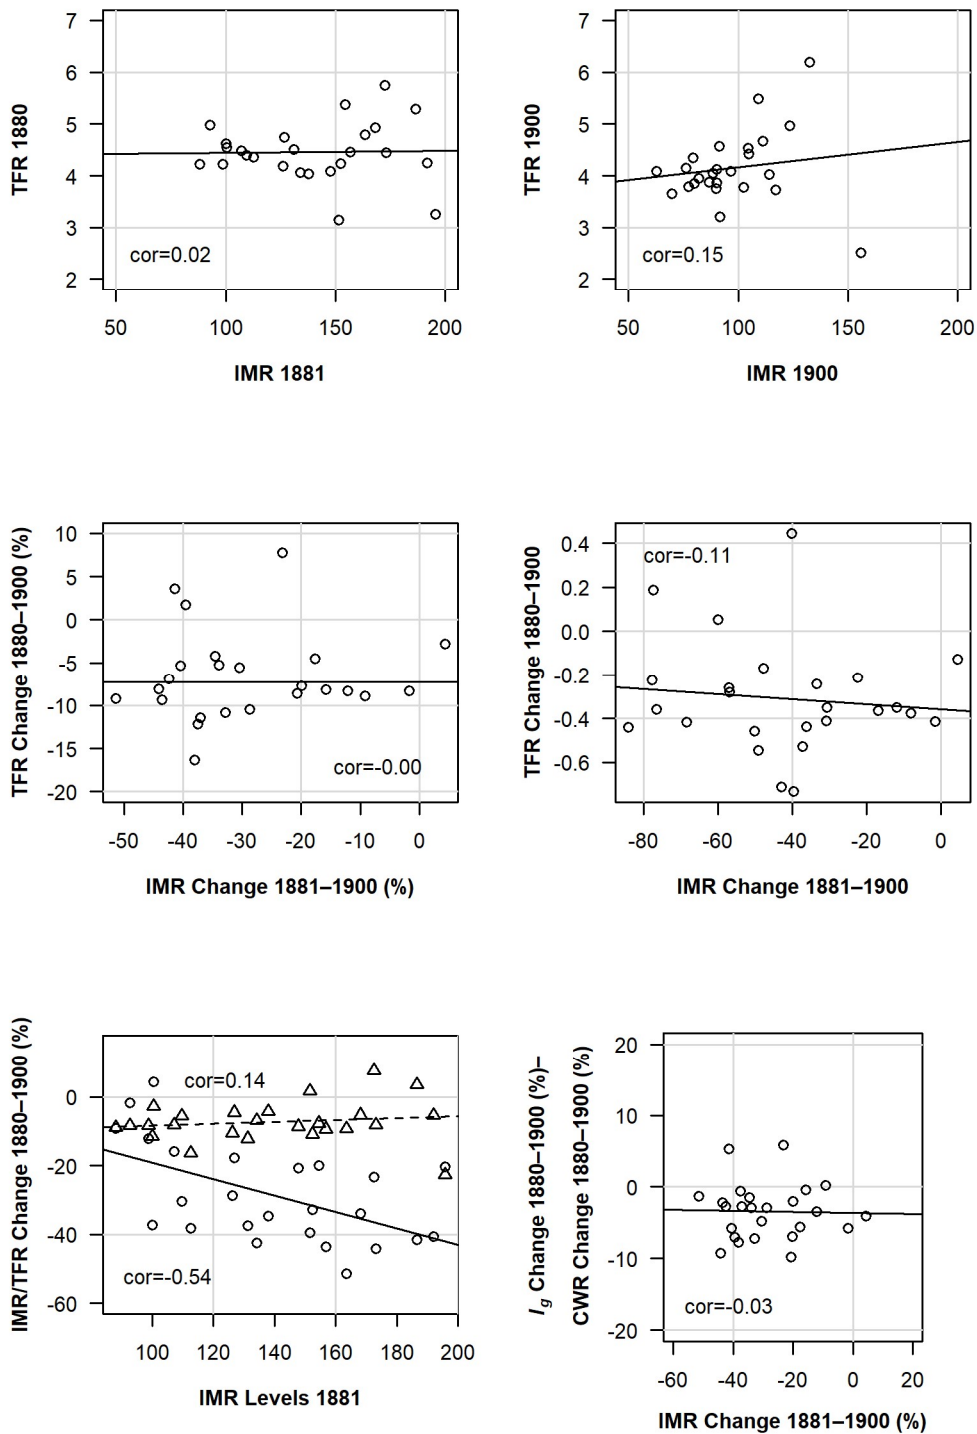 TFR 1880
7
6
5
4
3
2
cor=0.02
50 100 150 200
IMR 1881
TFR 1900
7
6
5
4
3
2
cor=0.15
50 100 150 200
IMR 1900
TFR Change 1880–1900 (%)
10
5
0
-5
-10
-15
-20
cor=-0.00
-50 -40 -30 -20 -10 0
IMR Change 1881–1900 (%)
TFR Change 1880–1900
0.4
0.2
0.0
-0.2
-0.4
-0.6
cor=-0.11
-80 -60 -40 -20 0
IMR Change 1881–1900
IMR/TFR Change 1880–1900 (%)
0
-20
-40
-60
cor=0.14
cor=-0.54
100 120 140 160 180 200
IMR Levels 1881
Ig Change 1880–1900 (%)–
CWR Change 1880–1900 (%)
20
10
0
-10
-20
cor=-0.03
-60 -40 -20 0 20
IMR Change 1881–1900 (%)